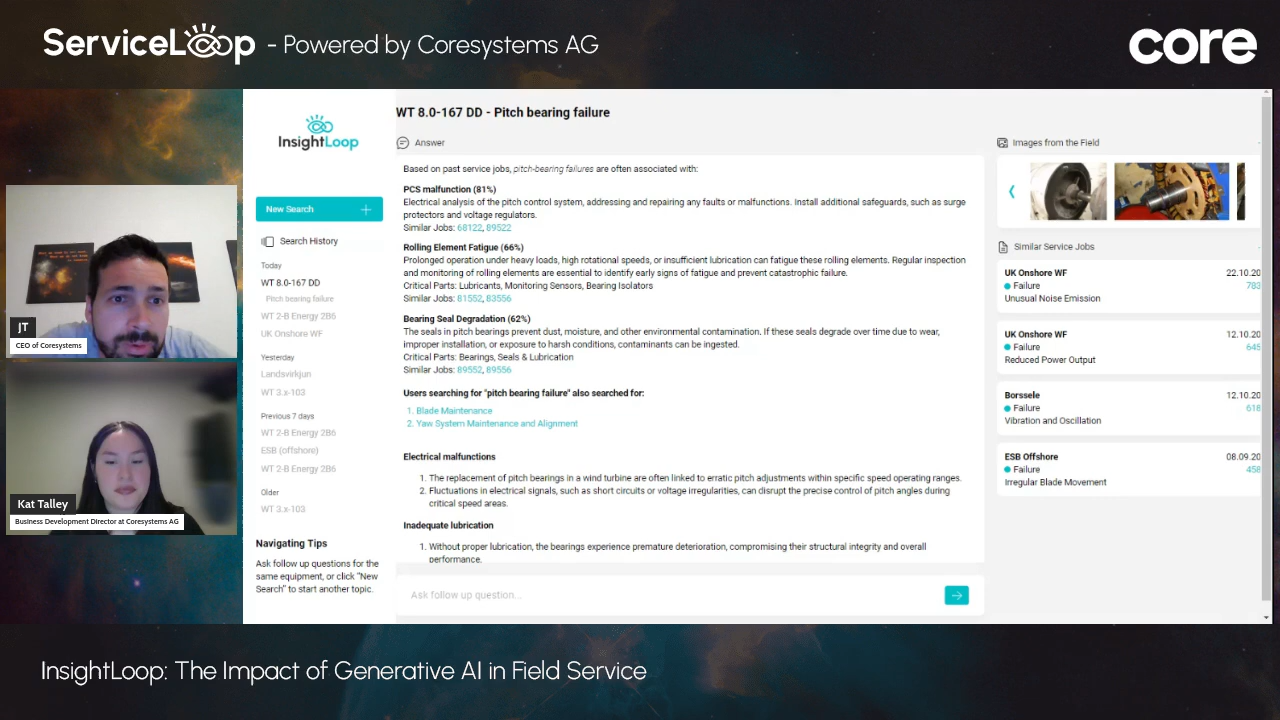 ServiceLoop - Powered by Coresystems AG
core
InsightLoop
New Search
Search History
Today
WT 8.0-167 DD
Pitch bearing failure
WT 2-B Energy 2B6
UK Onshore WF
Yesterday
Landsvirkjun
WT 3.x-103
Previous 7 days
WT 2-B Energy 2B6
ESB (offshore)
WT 2-B Energy 2B6
Older
WT 3.x-103
Navigating Tips
Ask follow up questions for the
same equipment, or click "New
Search" to start another topic.
WT 8.0-167 DD - Pitch bearing failure
Answer
Based on past service jobs, pitch-bearing failures are often associated with:
PCS malfunction (81%)
Electrical analysis of the pitch control system, addressing and repairing any faults or malfunctions. Install additional safeguards, such as surge
protectors and voltage regulators.
Similar Jobs: 68122, 89522
Rolling Element Fatigue (66%)
Prolonged operation under heavy loads, high rotational speeds, or insufficient lubrication can fatigue these rolling elements. Regular inspection
and monitoring of rolling elements are essential to identify early signs of fatigue and prevent catastrophic failure.
Critical Parts: Lubricants, Monitoring Sensors, Bearing Isolators
Similar Jobs: 81552, 83556
Bearing Seal Degradation (62%)
The seals in pitch bearings prevent dust, moisture, and other environmental contamination. If these seals degrade over time due to wear,
improper installation, or exposure to harsh conditions, contaminants can be ingested.
Critical Parts: Bearings, Seals & Lubrication
Similar Jobs: 89552, 89556
Users searching for "pitch bearing failure" also searched for:
1. Blade Maintenance
2. Yaw System Maintenance and Alignment
Electrical malfunctions
1. The replacement of pitch bearings in a wind turbine are often linked to erratic pitch adjustments within specific speed operating ranges.
2. Fluctuations in electrical signals, such as short circuits or voltage irregularities, can disrupt the precise control of pitch angles during
critical speed areas.
Inadequate lubrication
1. Without proper lubrication, the bearings experience premature deterioration, compromising their structural integrity and overall
performance.
Ask follow up question...
Images from the Field
Similar Service Jobs
UK Onshore WF 22.10.20
Failure 783
Unusual Noise Emission
UK Onshore WF 12.10.20
Failure 645
Reduced Power Output
Borssele 12.10.20
Failure 618
Vibration and Oscillation
ESB Offshore 08.09.20
Failure 458
Irregular Blade Movement
JT
CEO of Coresystems
Kat Talley
Business Development Director at Coresystems AG
InsightLoop: The Impact of Generative AI in Field Service